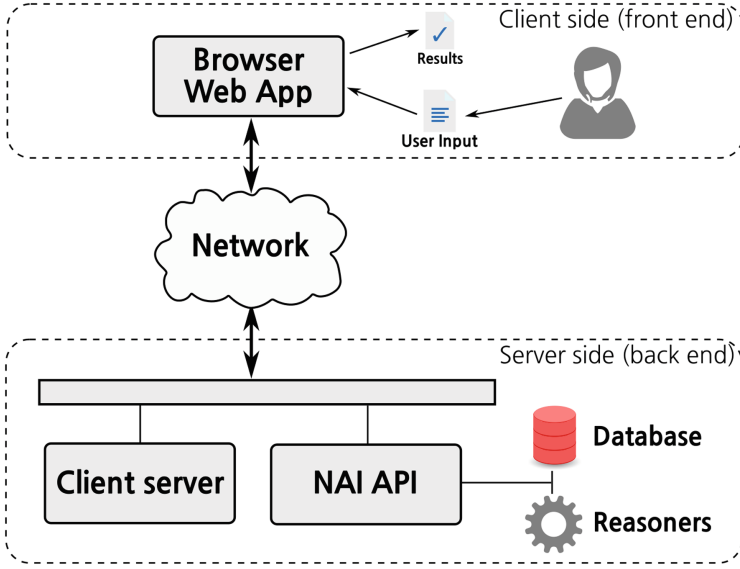 Client side (front end)
Browser
Web App
Results
User Input
Network
Server side (back end)
Client server
NAI API
Database
Reasoners